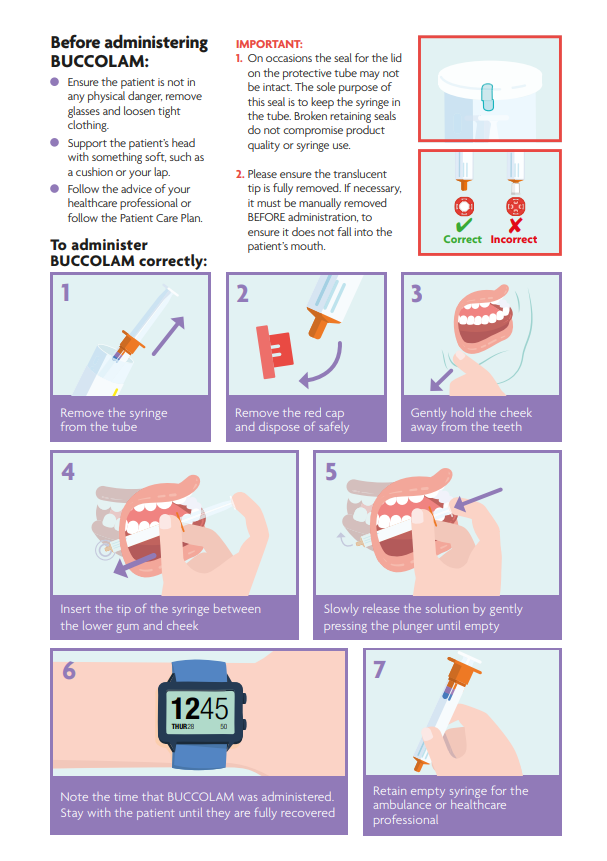 Before administering
BUCCOLAM:
Ensure the patient is not in
any physical danger, remove
glasses and loosen tight
clothing.
Support the patient's head
with something soft, such as
a cushion or your lap.
Follow the advice of your
healthcare professional or
follow the Patient Care Plan.
IMPORTANT:
1. On occasions the seal for the lid
on the protective tube may not
be intact. The sole purpose of
this seal is to keep the syringe in
the tube. Broken retaining seals
do not compromise product
quality or syringe use.
2. Please ensure the translucent
tip is fully removed. If necessary,
it must be manually removed
BEFORE administration, to
ensure it does not fall into the
patient's mouth.
Correct Incorrect
To administer
BUCCOLAM correctly:
1
Remove the syringe
from the tube
2
Remove the red cap
and dispose of safely
3
Gently hold the cheek
away from the teeth
4
Insert the tip of the syringe between
the lower gum and cheek
5
Slowly release the solution by gently
pressing the plunger until empty
6
1245
THUR28 50
Note the time that BUCCOLAM was administered.
Stay with the patient until they are fully recovered
7
Retain empty syringe for the
ambulance or healthcare
professional